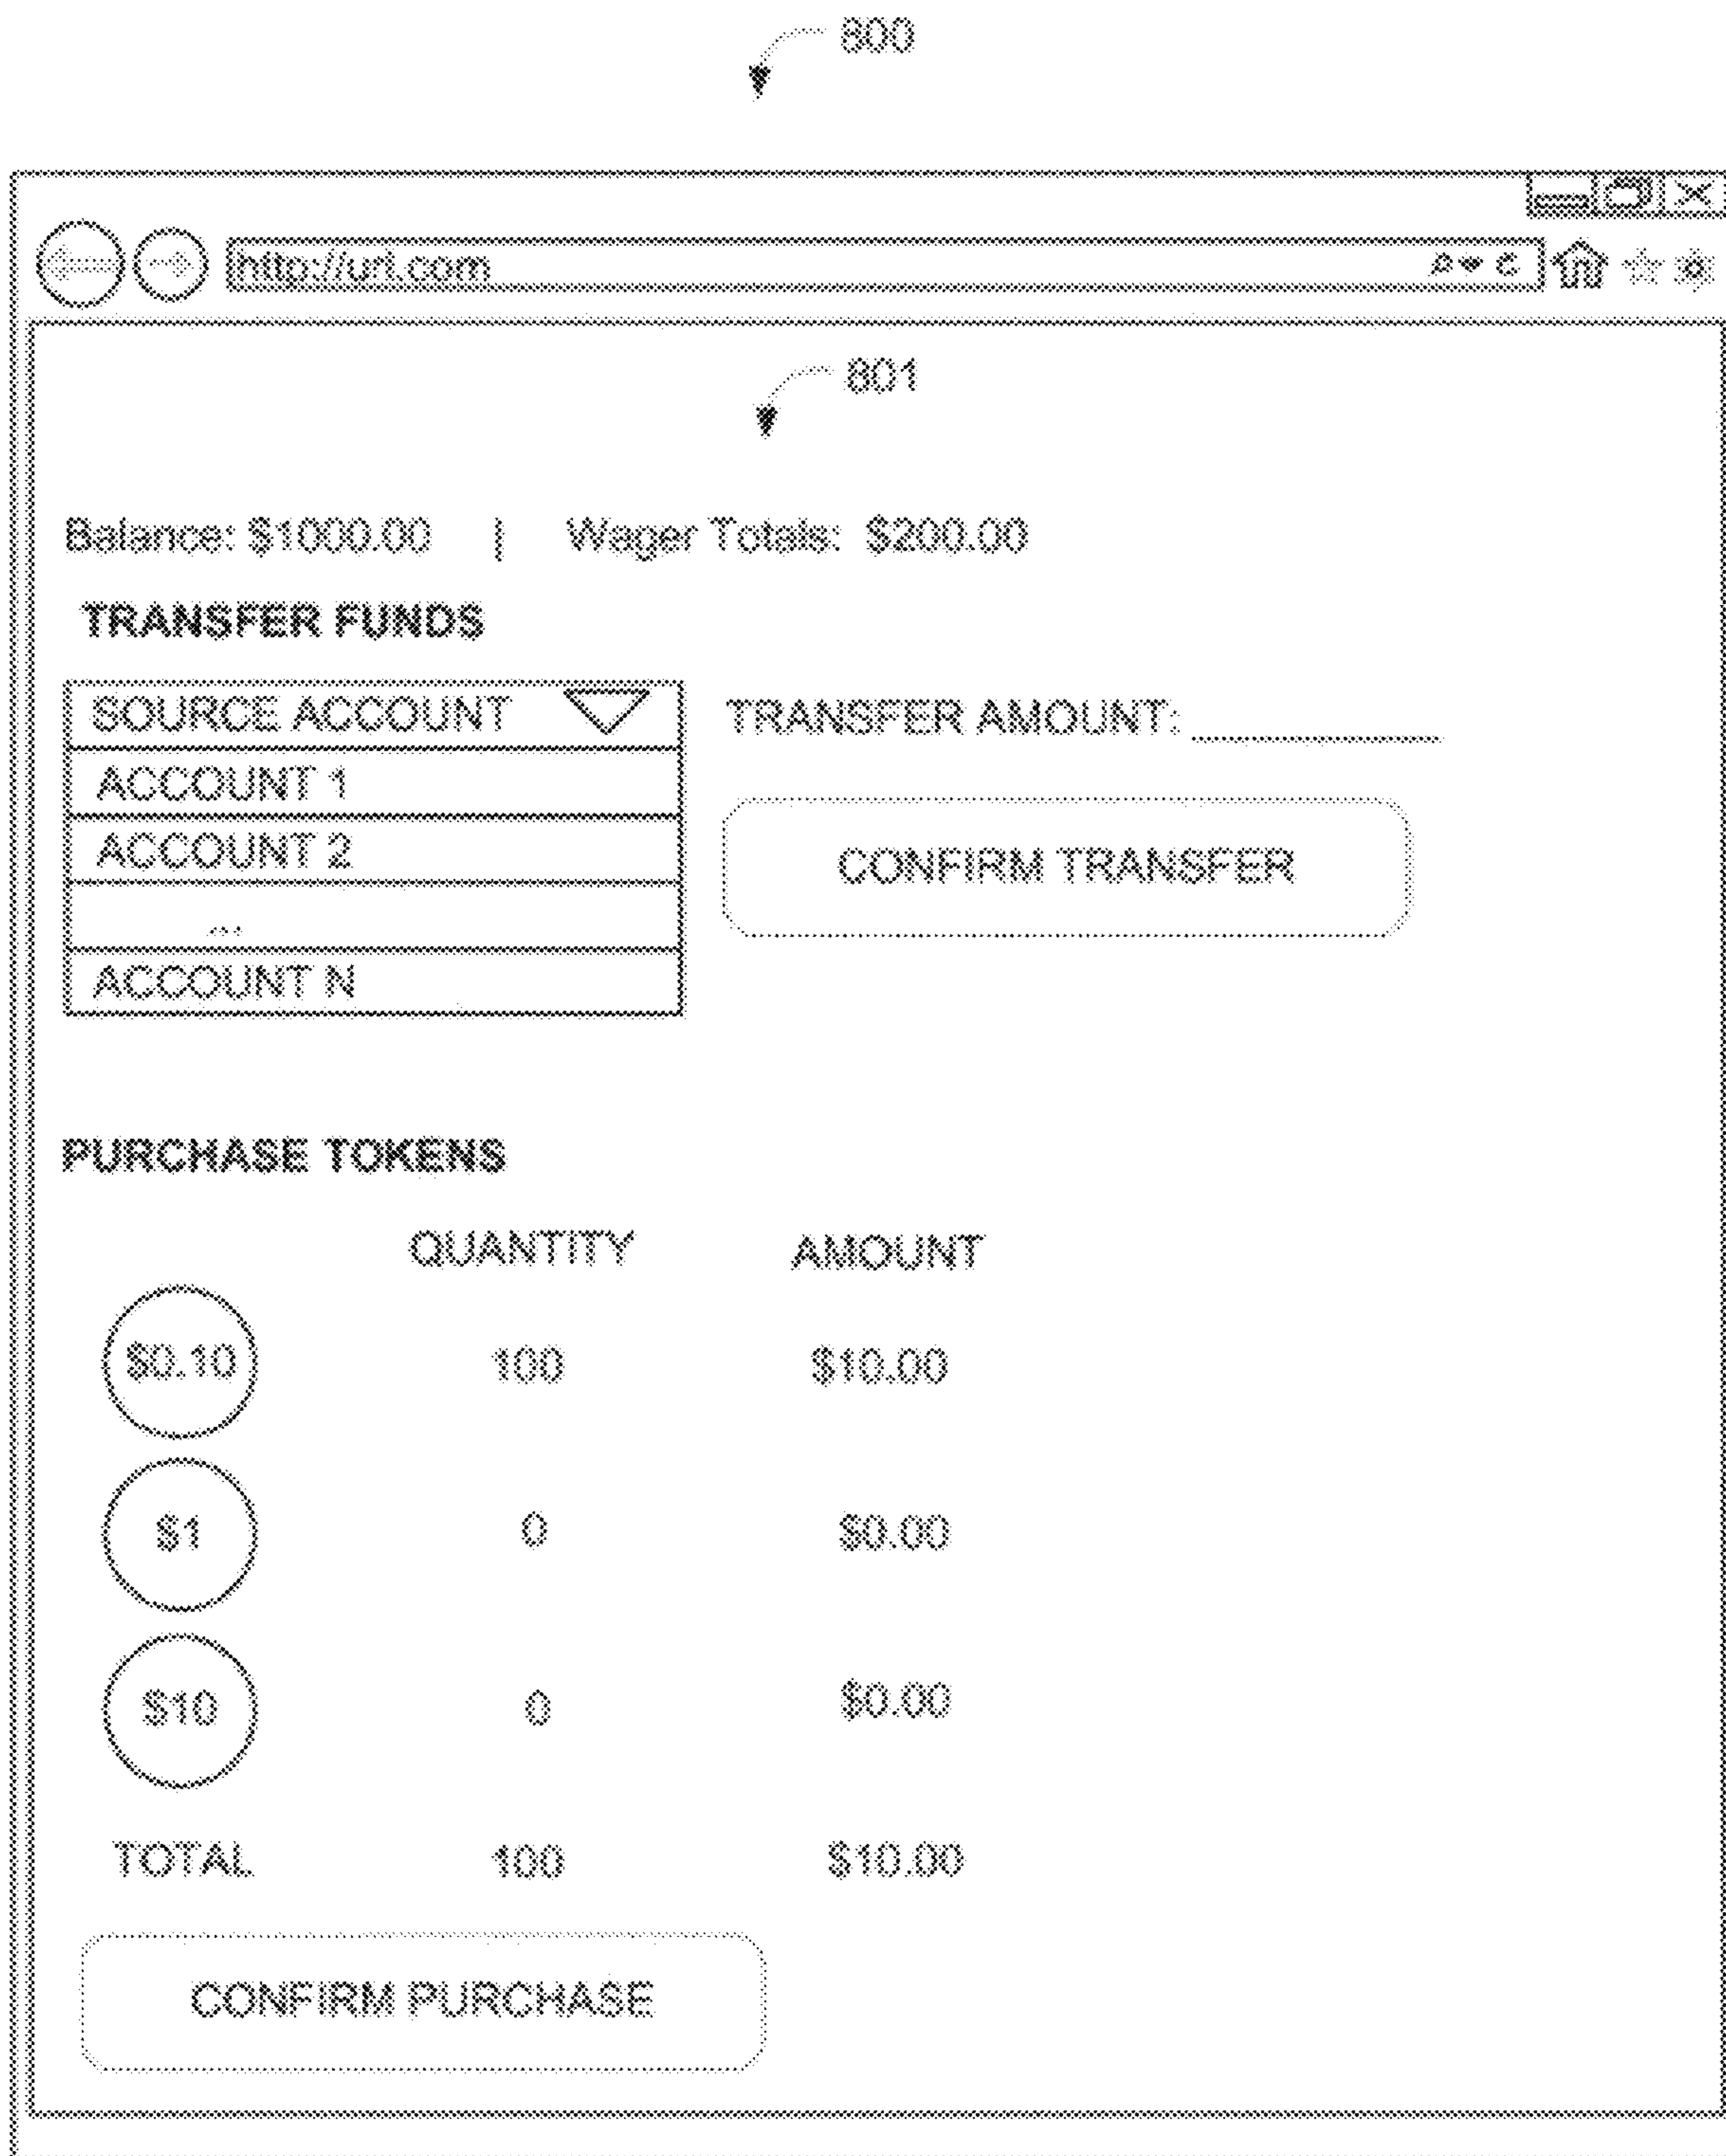 800
http://url.com
801
Balance: $1000.00 | Wager Totals: $200.00
TRANSFER FUNDS
SOURCE ACCOUNT
TRANSFER AMOUNT:
ACCOUNT 1
ACCOUNT 2
CONFIRM TRANSFER
...
ACCOUNT N
PURCHASE TOKENS
QUANTITY AMOUNT
$0.10 100 $10.00
$1 0 $0.00
$10 0 $0.00
TOTAL 100 $10.00
CONFIRM PURCHASE